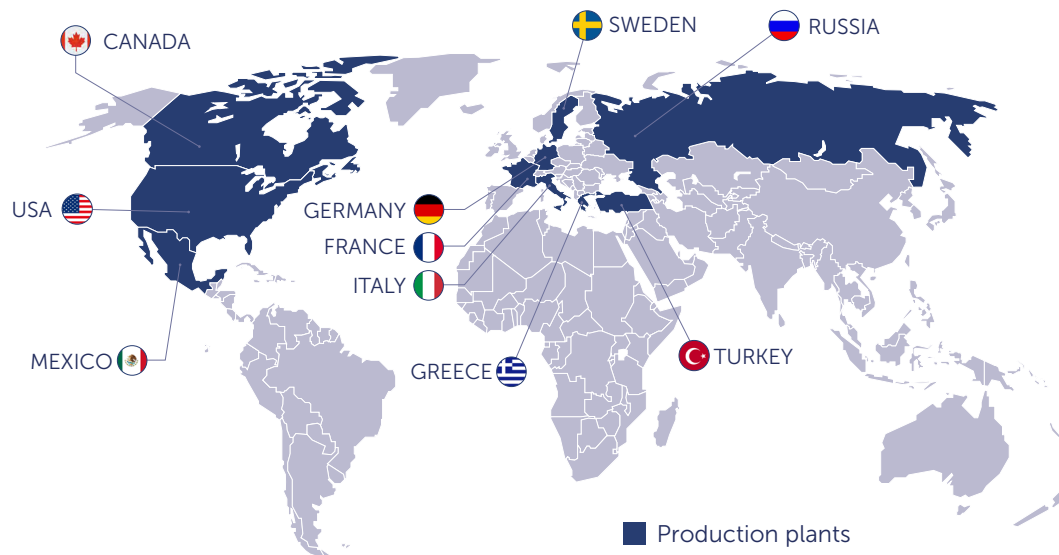 SWEDEN
RUSSIA
CANADA
USA
GERMANY
FRANCE
ITALY
MEXICO
GREECE
TURKEY
Production plants